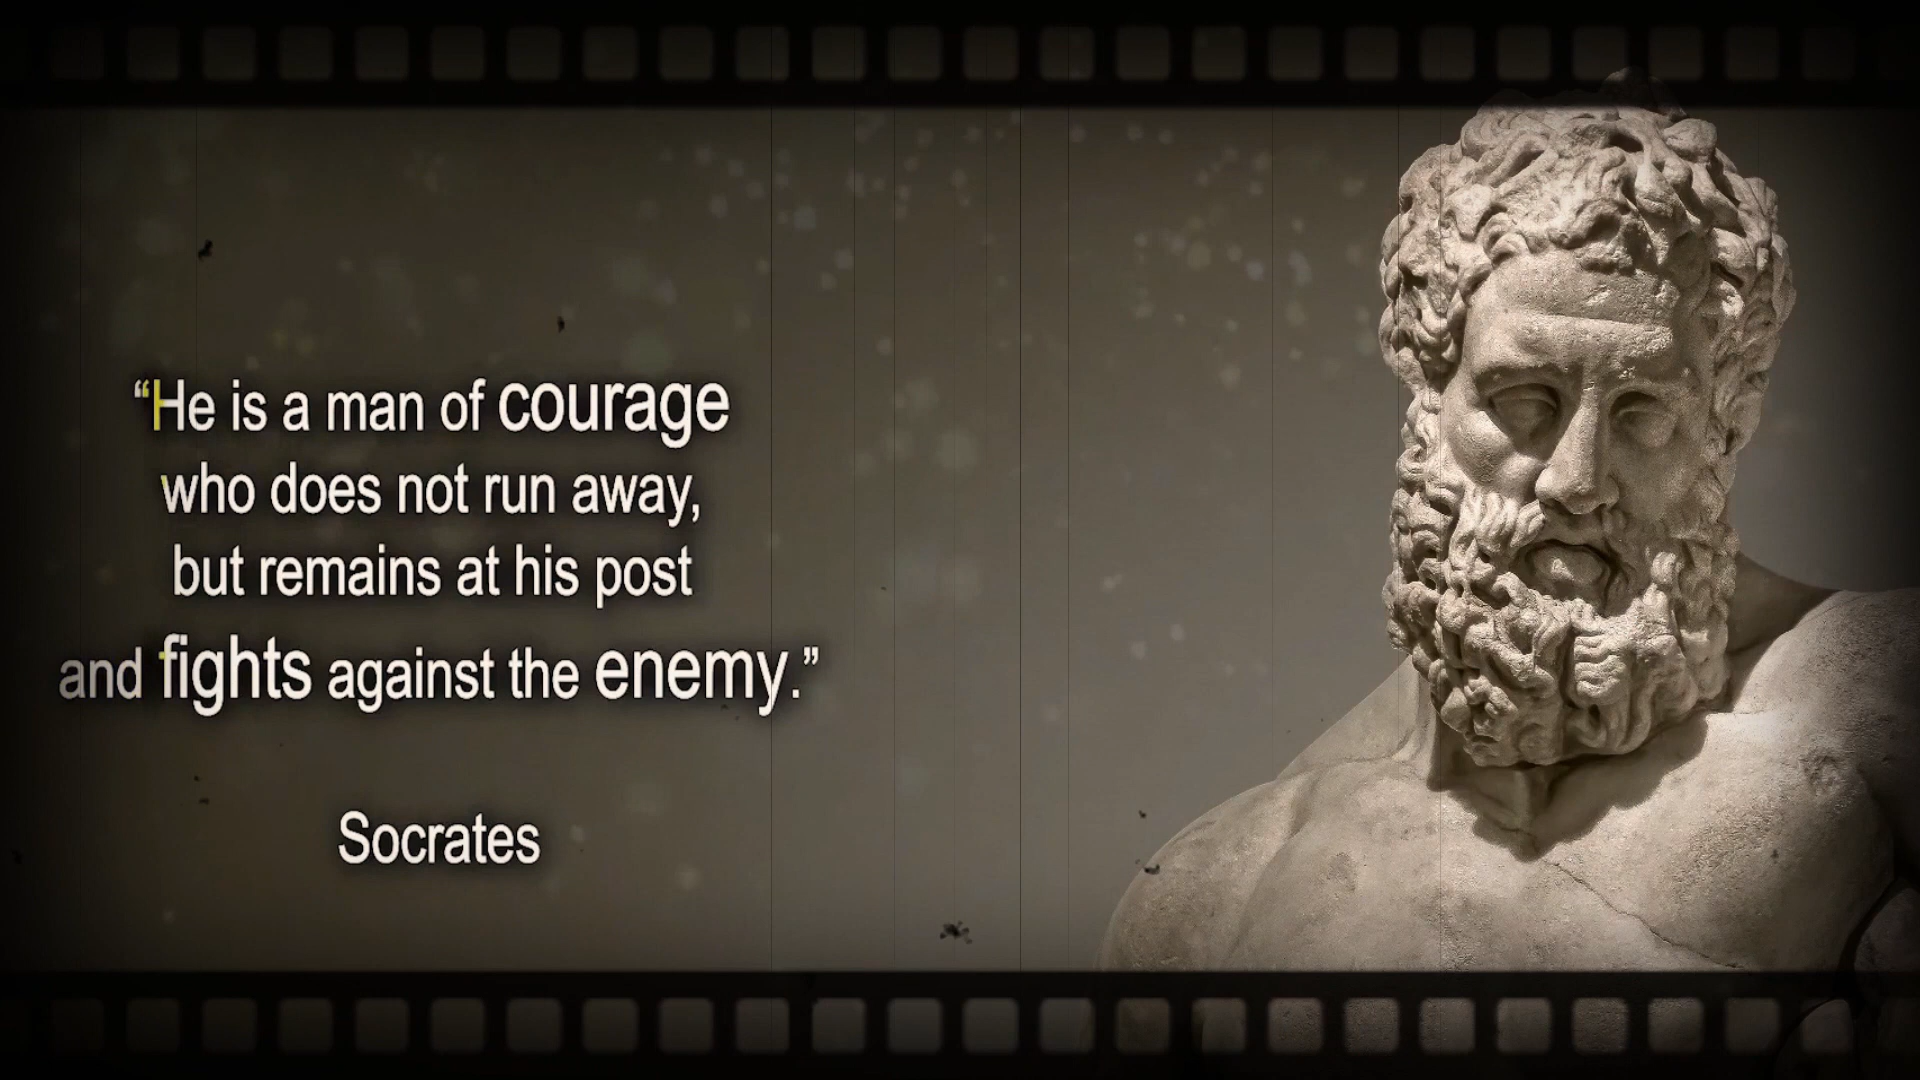 “He is a man of courage
who does not run away,
but remains at his post
and fights against the enemy.”
Socrates